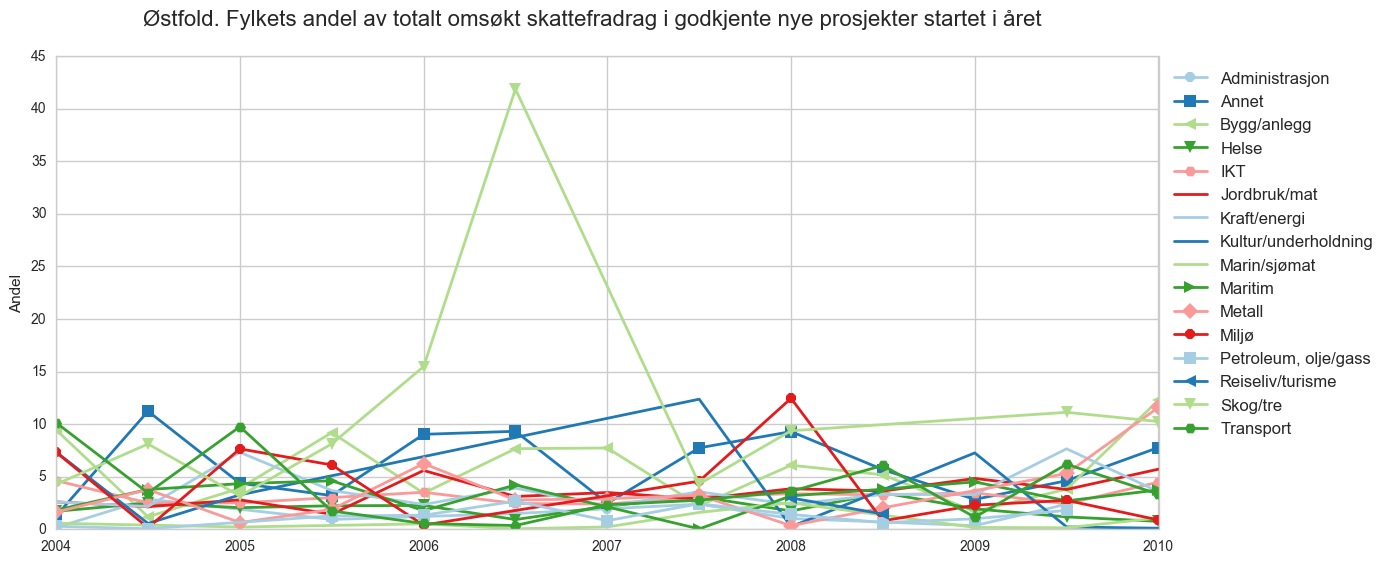 Østfold. Fylkets andel av totalt omsøkt skattefradrag i godkjente nye prosjekter startet i året
45
40
35
30
25
20
15
10
5
0
Andel
2004 2005 2006 2007 2008 2009 2010
Administrasjon
Annet
Bygg/anlegg
Helse
IKT
Jordbruk/mat
Kraft/energi
Kultur/underholdning
Marin/sjømat
Maritim
Metall
Miljø
Petroleum, olje/gass
Reiseliv/turisme
Skog/tre
Transport